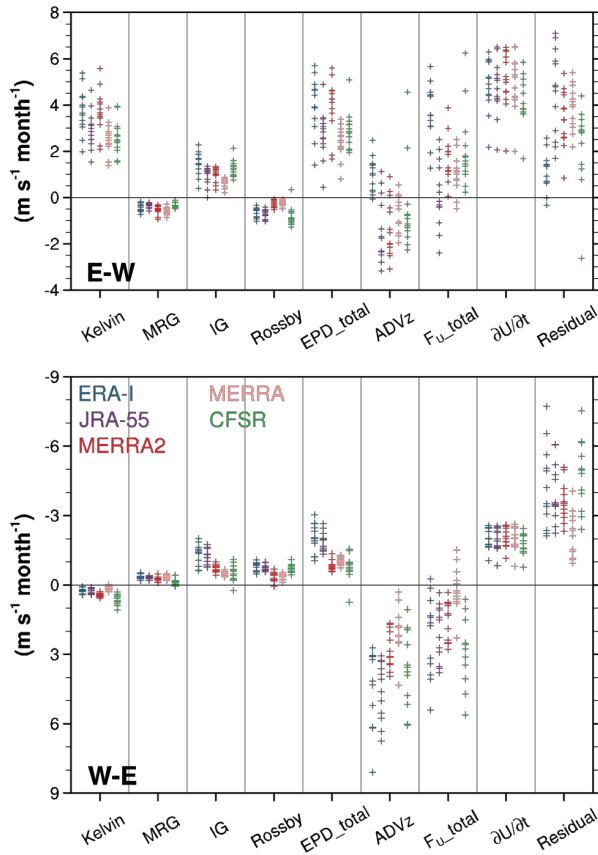 8
6
4
2
0
-2
-4
(m s⁻¹ month⁻¹)
E-W
Kelvin MRG IG Rossby EPD_total ADVz Fᵤ_total ∂U/∂t Residual
-9
-6
-3
0
3
6
9
(m s⁻¹ month⁻¹)
ERA-I MERRA
JRA-55 CFSR
MERRA2
W-E
Kelvin MRG IG Rossby EPD_total ADVz Fᵤ_total ∂U/∂t Residual